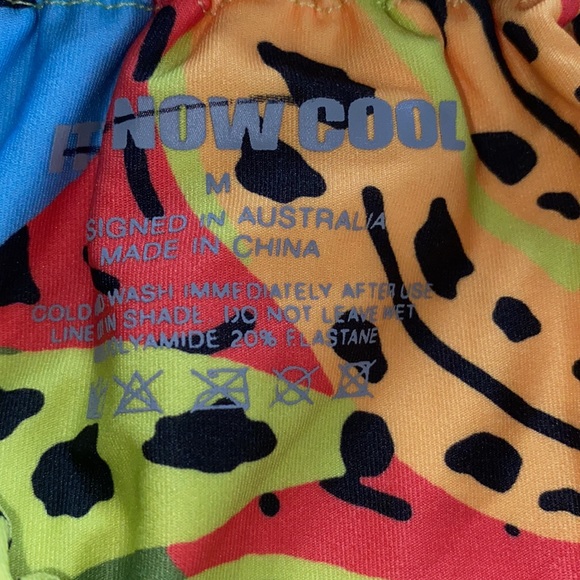 NOW COOL
M
SIGNED IN AUSTRALIA
MADE IN CHINA
COLD WASH IMMEDIATELY AFTER USE
LINE IN SHADE DO NOT LEAVE WET
LYAMIDE 20% ELASTANE